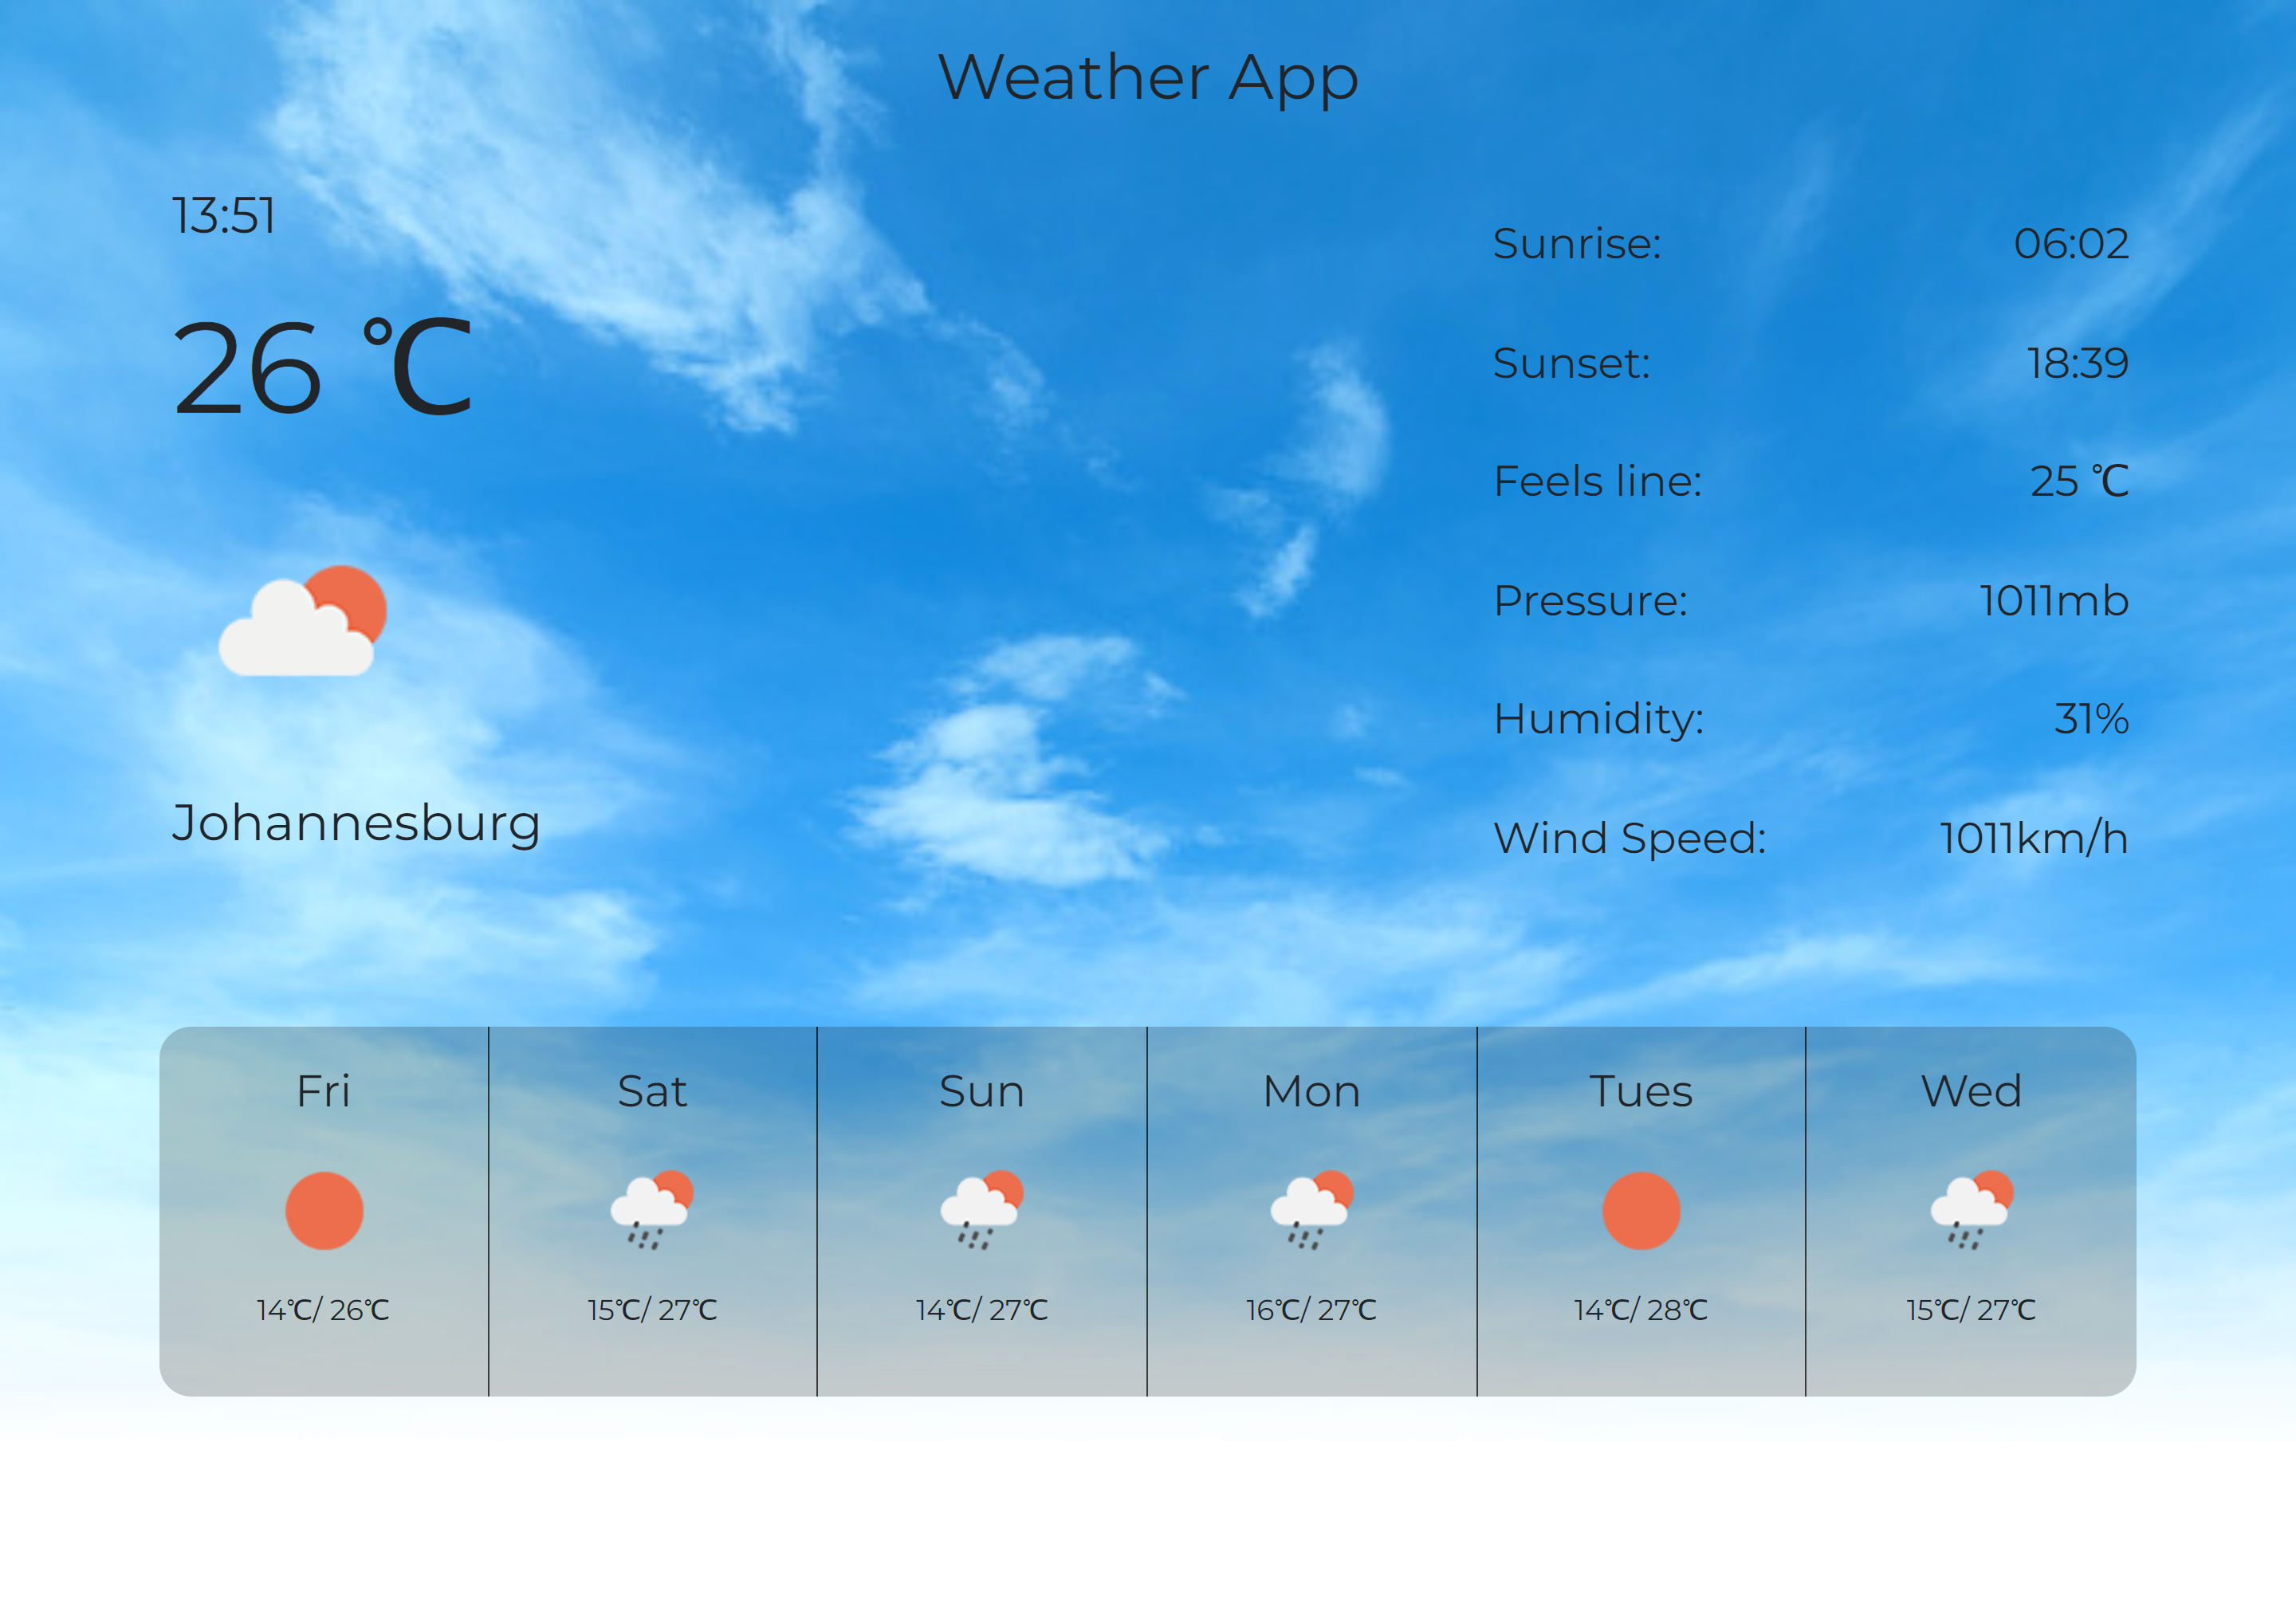 Weather App
13:51
26 ℃
Johannesburg
Sunrise: 06:02
Sunset: 18:39
Feels line: 25 ℃
Pressure: 1011mb
Humidity: 31%
Wind Speed: 1011km/h
Fri
14℃/ 26℃
Sat
15℃/ 27℃
Sun
14℃/ 27℃
Mon
16℃/ 27℃
Tues
14℃/ 28℃
Wed
15℃/ 27℃